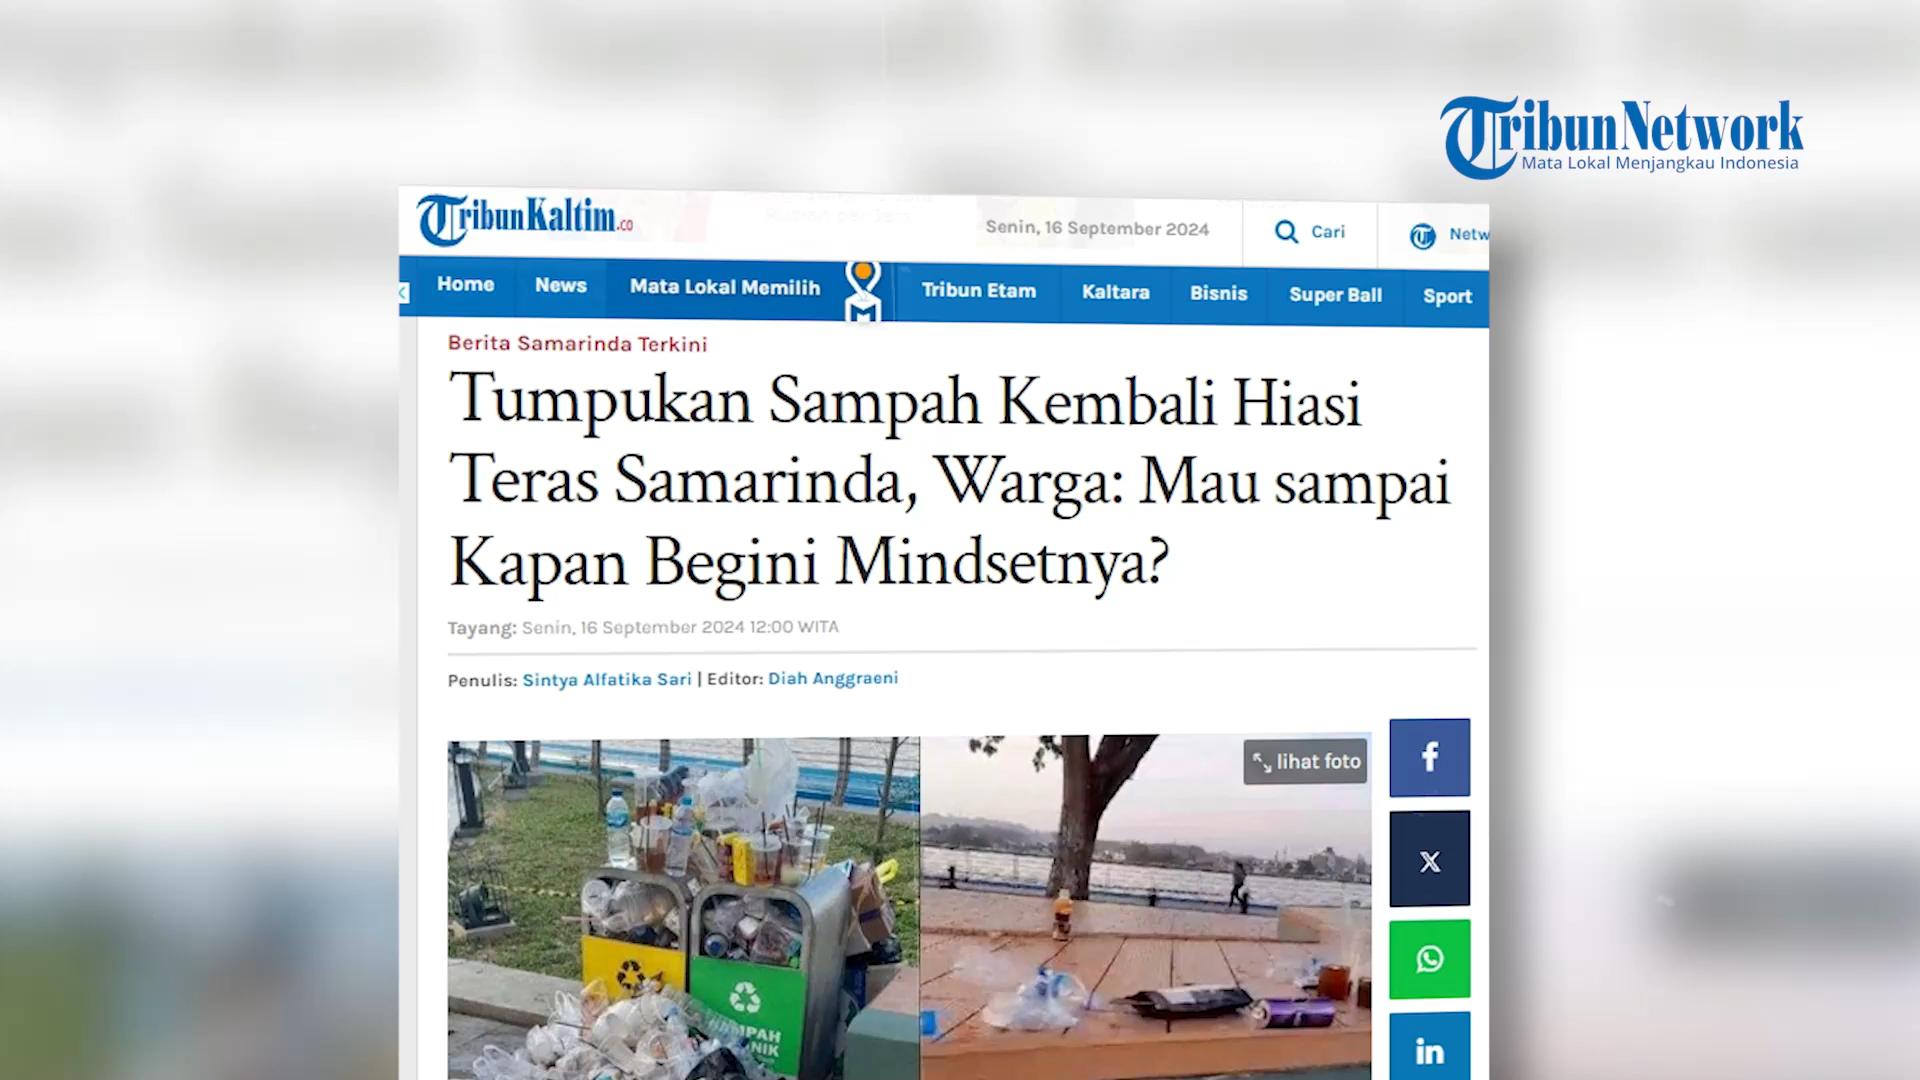 Tribun Network
Mata Lokal Menjangkau Indonesia
TribunKaltim.co
Senin, 16 September 2024
Cari
Netw
Home
News
Mata Lokal Memilih
M
Tribun Etam
Kaltara
Bisnis
Super Ball
Sport
Berita Samarinda Terkini
Tumpukan Sampah Kembali Hiasi
Teras Samarinda, Warga: Mau sampai
Kapan Begini Mindsetnya?
Tayang: Senin, 16 September 2024 12:00 WITA
Penulis: Sintya Alfatika Sari | Editor: Diah Anggraeni
lihat foto